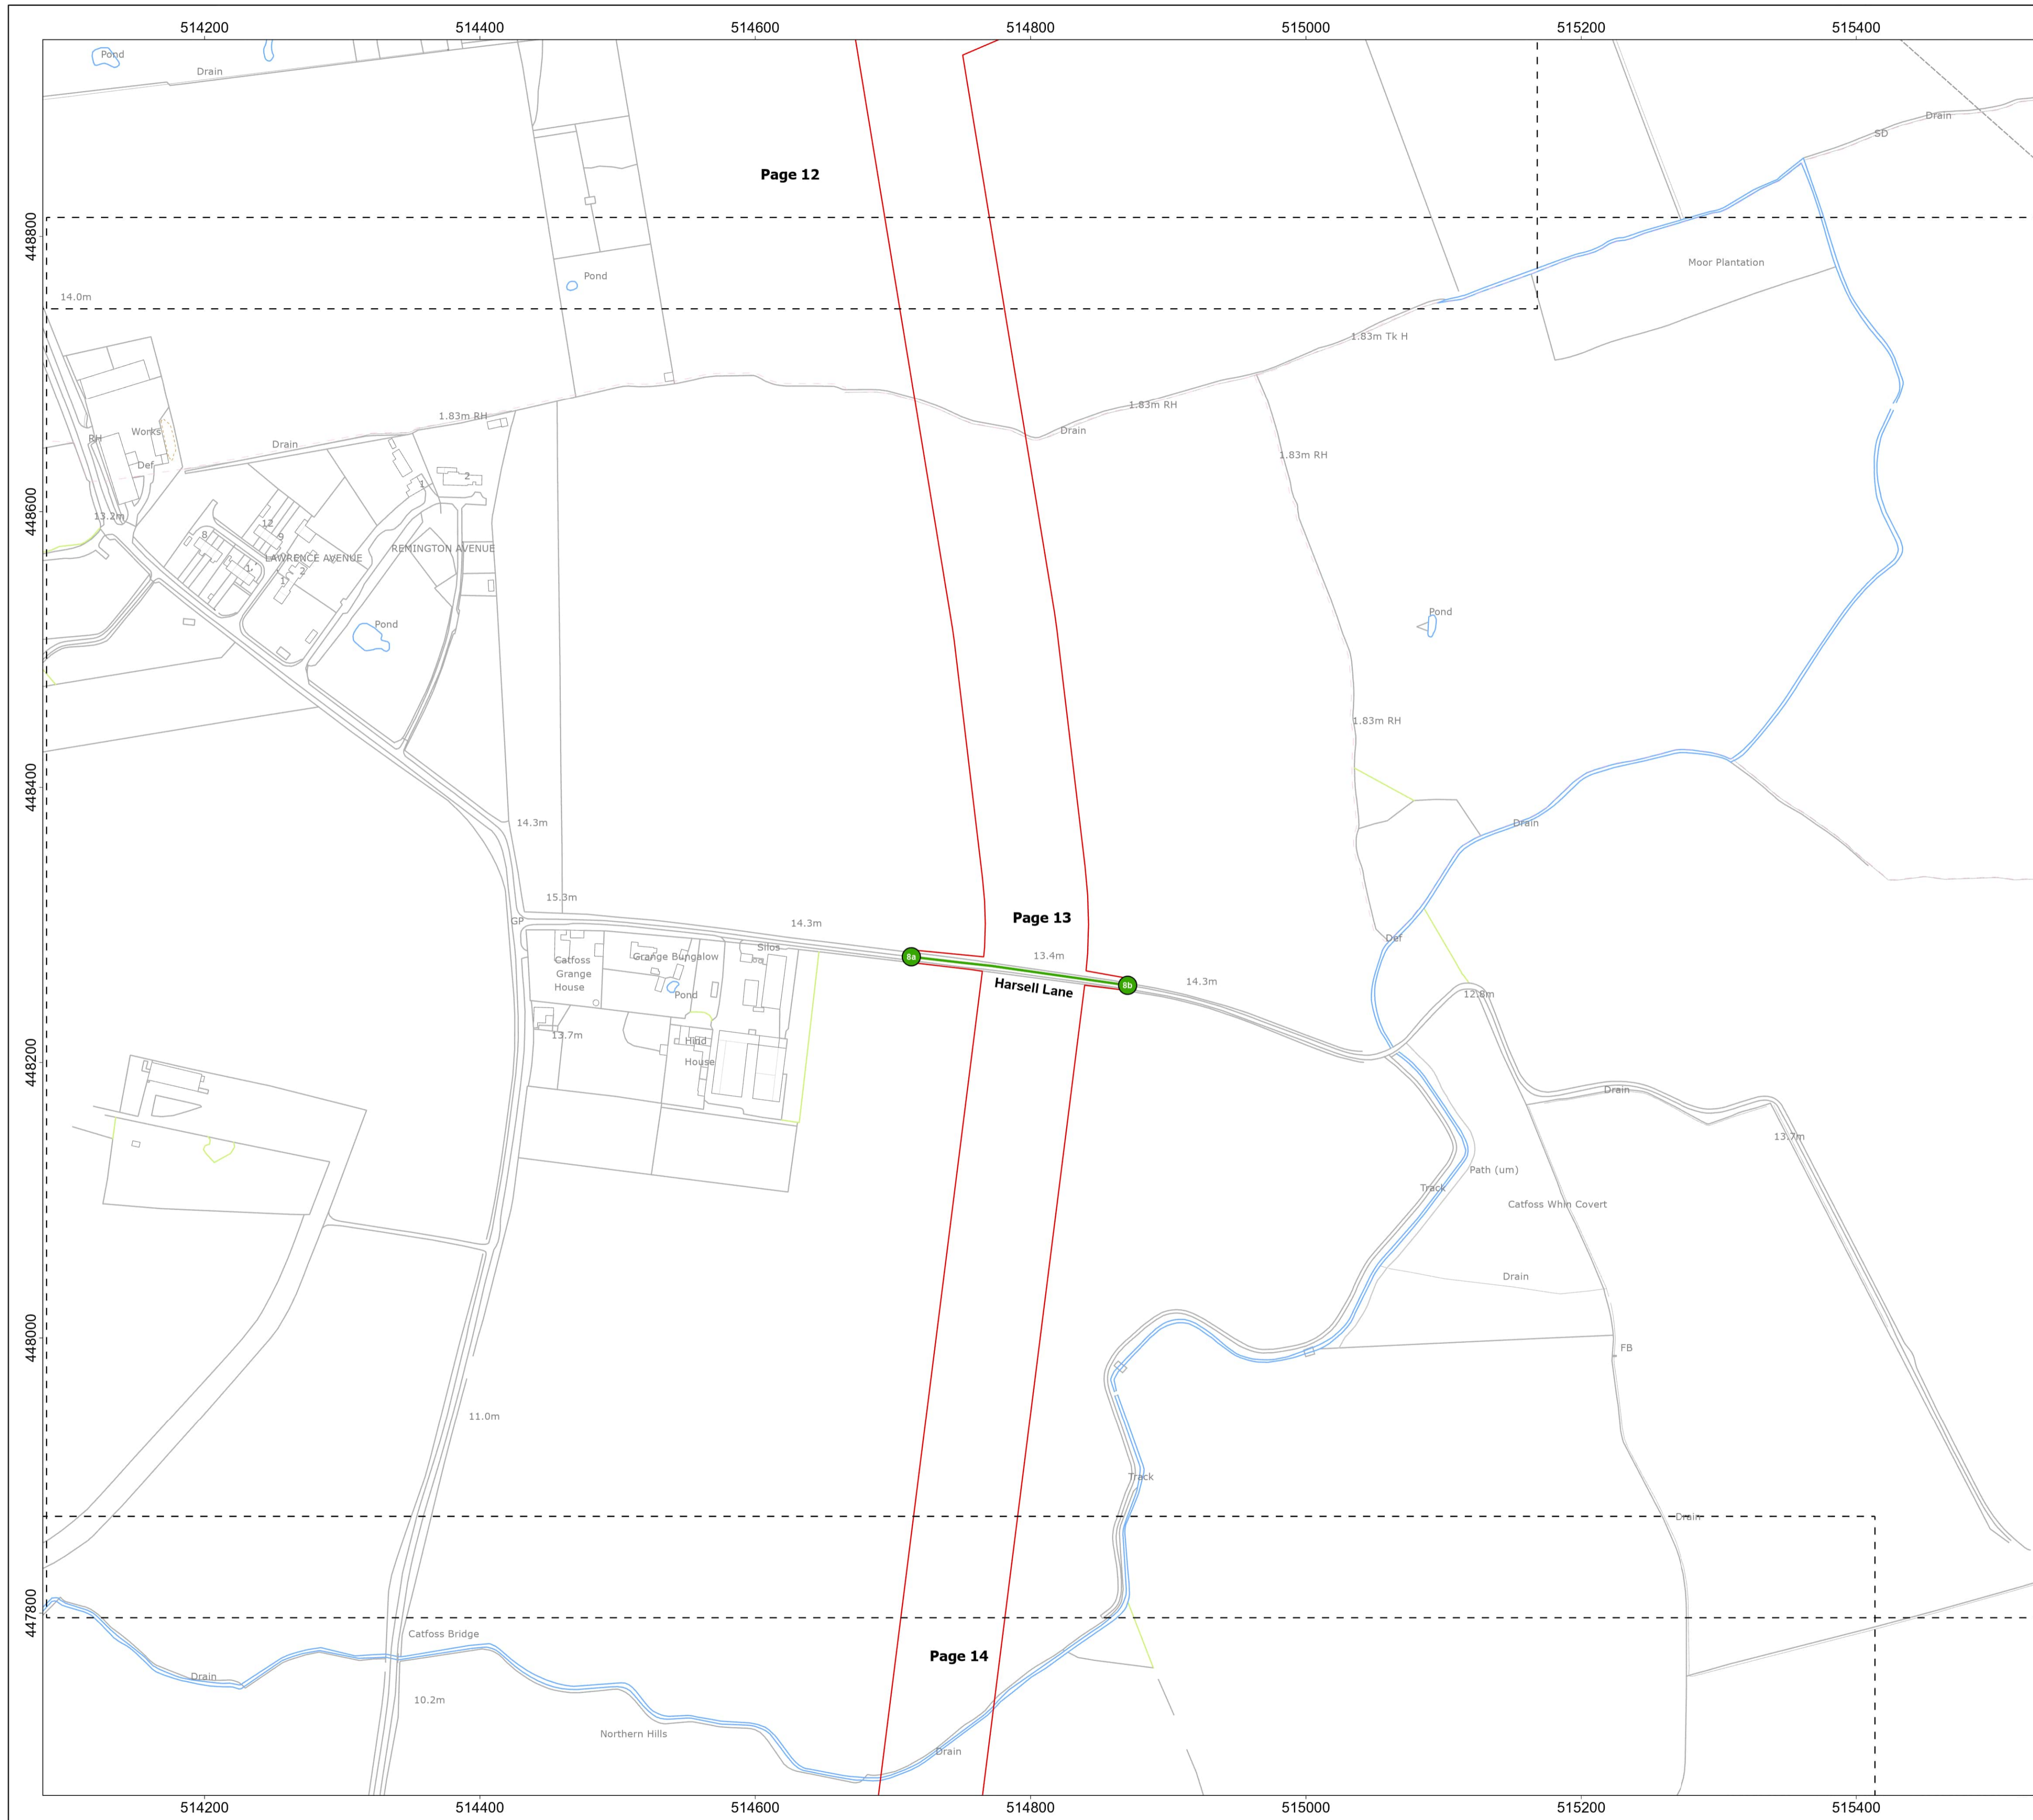 514200
514400
514600
514800
515000
515200
515400
Pond
Drain
Drain
SD
Page 12
448800
Moor Plantation
Pond
14.0m
1.83m Tk H
1.83m RH
1.83m RH
Works
RH
Drain
Drain
1.83m RH
Def
2
1
448600
13.2m
12
8
9
REMINGTON AVENUE
LAWRENCE AVENUE
1
2
1
Pond
Pond
1.83m RH
448400
14.3m
Drain
15.3m
GP
14.3m
Page 13
Def
Silos
Grange Bungalow
13.4m
8a
Catfoss
Grange
House
Harsell Lane
8b
14.3m
Pond
12.8m
13.7m
Hind
House
448200
Drain
13.7m
Path (um)
Track
Catfoss Whin Covert
Drain
448000
FB
11.0m
Track
Drain
447800
Catfoss Bridge
Page 14
Drain
10.2m
Northern Hills
Drain
514200
514400
514600
514800
515000
515200
515400